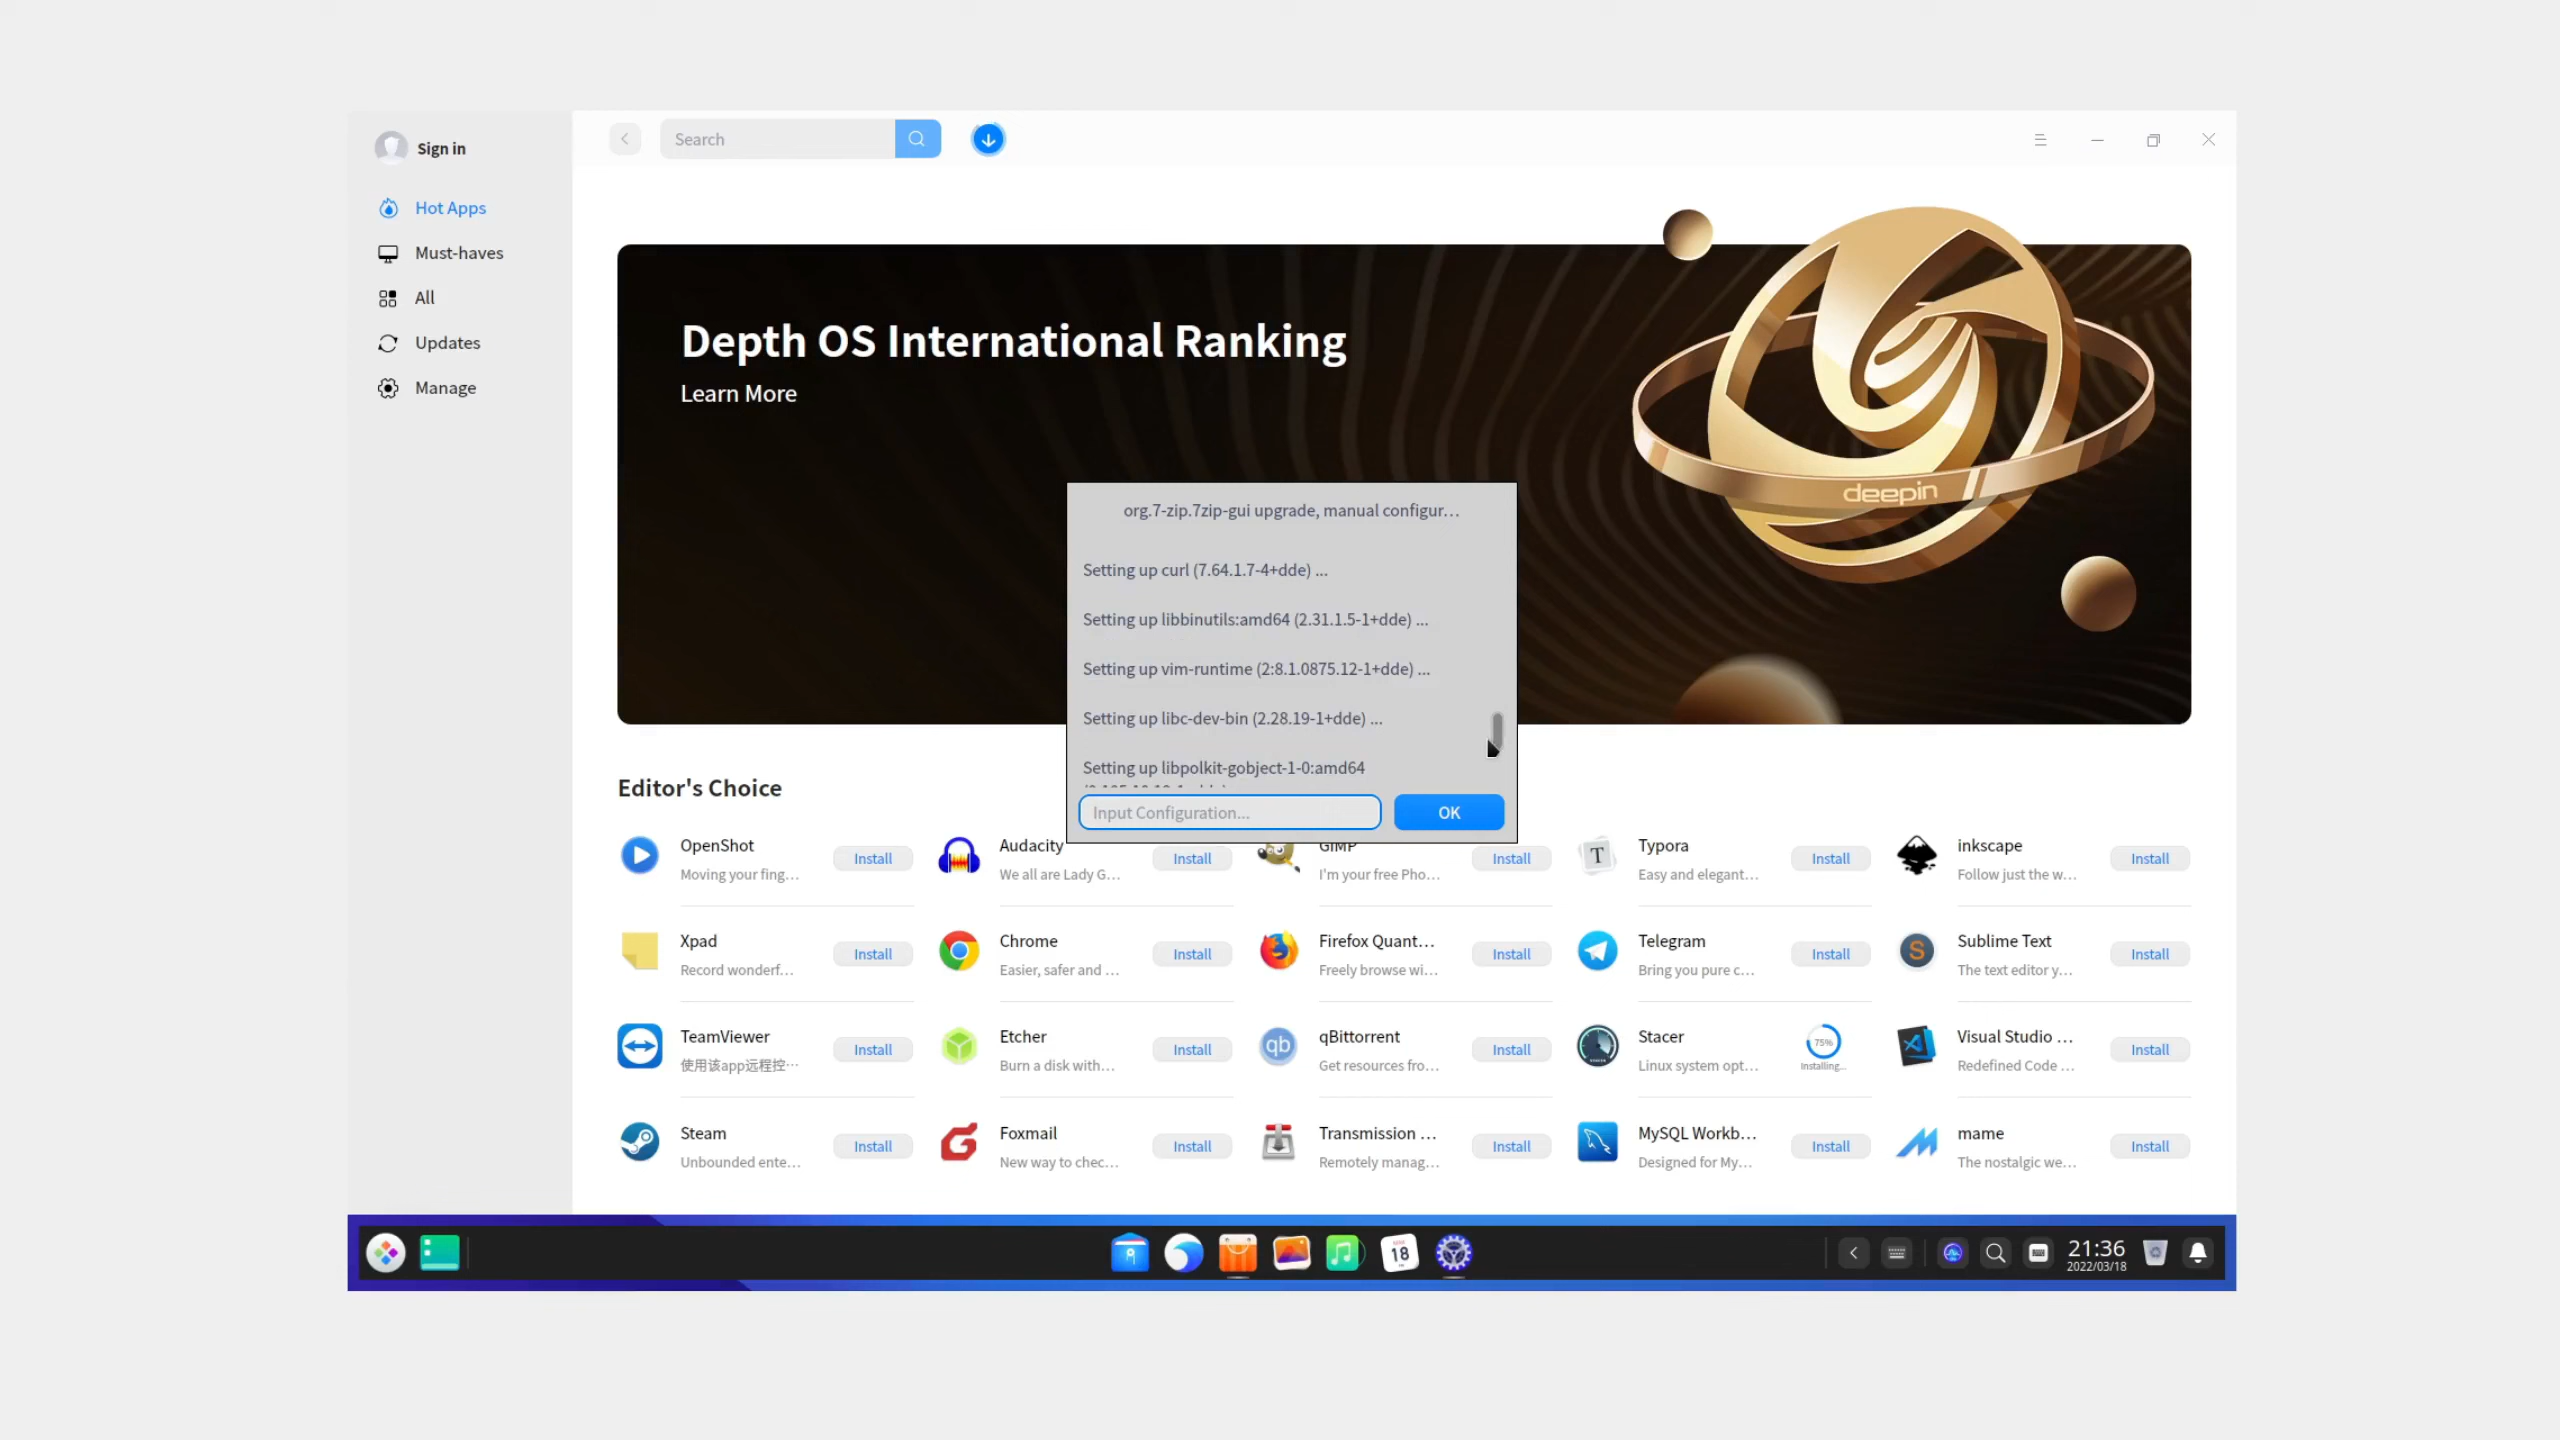 Sign in
Search
Hot Apps
Must-haves
All
Updates
Manage
Depth OS International Ranking
Learn More
deepin
org.7-zip.7zip-gui upgrade, manual configur...
Setting up curl (7.64.1.7-4+dde) ...
Setting up libbinutils:amd64 (2.31.1.5-1+dde) ...
Setting up vim-runtime (2:8.1.0875.12-1+dde) ...
Setting up libc-dev-bin (2.28.19-1+dde) ...
Setting up libpolkit-gobject-1-0:amd64
Input Configuration...
OK
Editor's Choice
OpenShot
Moving your fing...
Install
Audacity
We all are Lady G...
Install
GIMP
I'm your free Pho...
Install
Typora
Easy and elegant...
Install
inkscape
Follow just the w...
Install
Xpad
Record wonderf...
Install
Chrome
Easier, safer and ...
Install
Firefox Quant...
Freely browse wi...
Install
Telegram
Bring you pure c...
Install
Sublime Text
The text editor y...
Install
TeamViewer
使用该app远程控...
Install
Etcher
Burn a disk with...
Install
qBittorrent
Get resources fro...
Install
Stacer
Linux system opt...
75%
Installing...
Visual Studio ...
Redefined Code ...
Install
Steam
Unbounded ente...
Install
Foxmail
New way to chec...
Install
Transmission ...
Remotely manag...
Install
MySQL Workb...
Designed for My...
Install
mame
The nostalgic we...
Install
18
21:36
2022/03/18